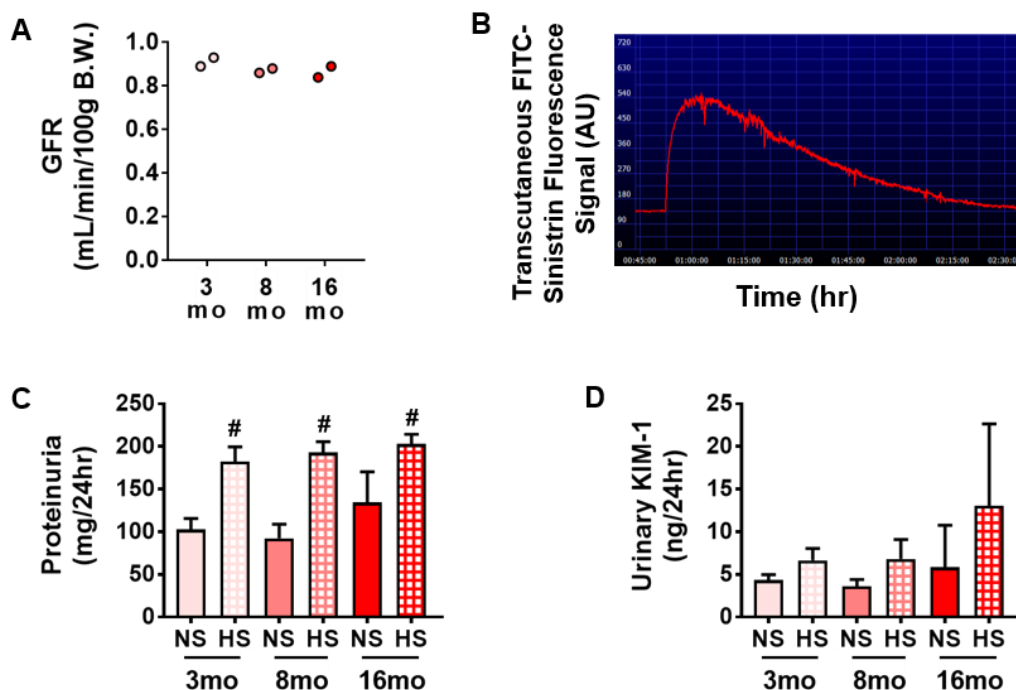 A
GFR
(mL/min/100g B.W.)
1.0
0.8
0.6
0.4
0.2
0.0
3 8 16
mo mo mo
B
Transcutaneous FITC-
Sinistrin Fluorescence
Signal (AU)
720
630
540
450
360
270
180
90
0
00:45:00 01:00:00 01:15:00 01:30:00 01:45:00 02:00:00 02:15:00 02:30:0
Time (hr)
C
Proteinuria
(mg/24hr)
250
200
150
100
50
0
# # #
NS HS NS HS NS HS
3mo 8mo 16mo
D
Urinary KIM-1
(ng/24hr)
25
20
15
10
5
0
NS HS NS HS NS HS
3mo 8mo 16mo